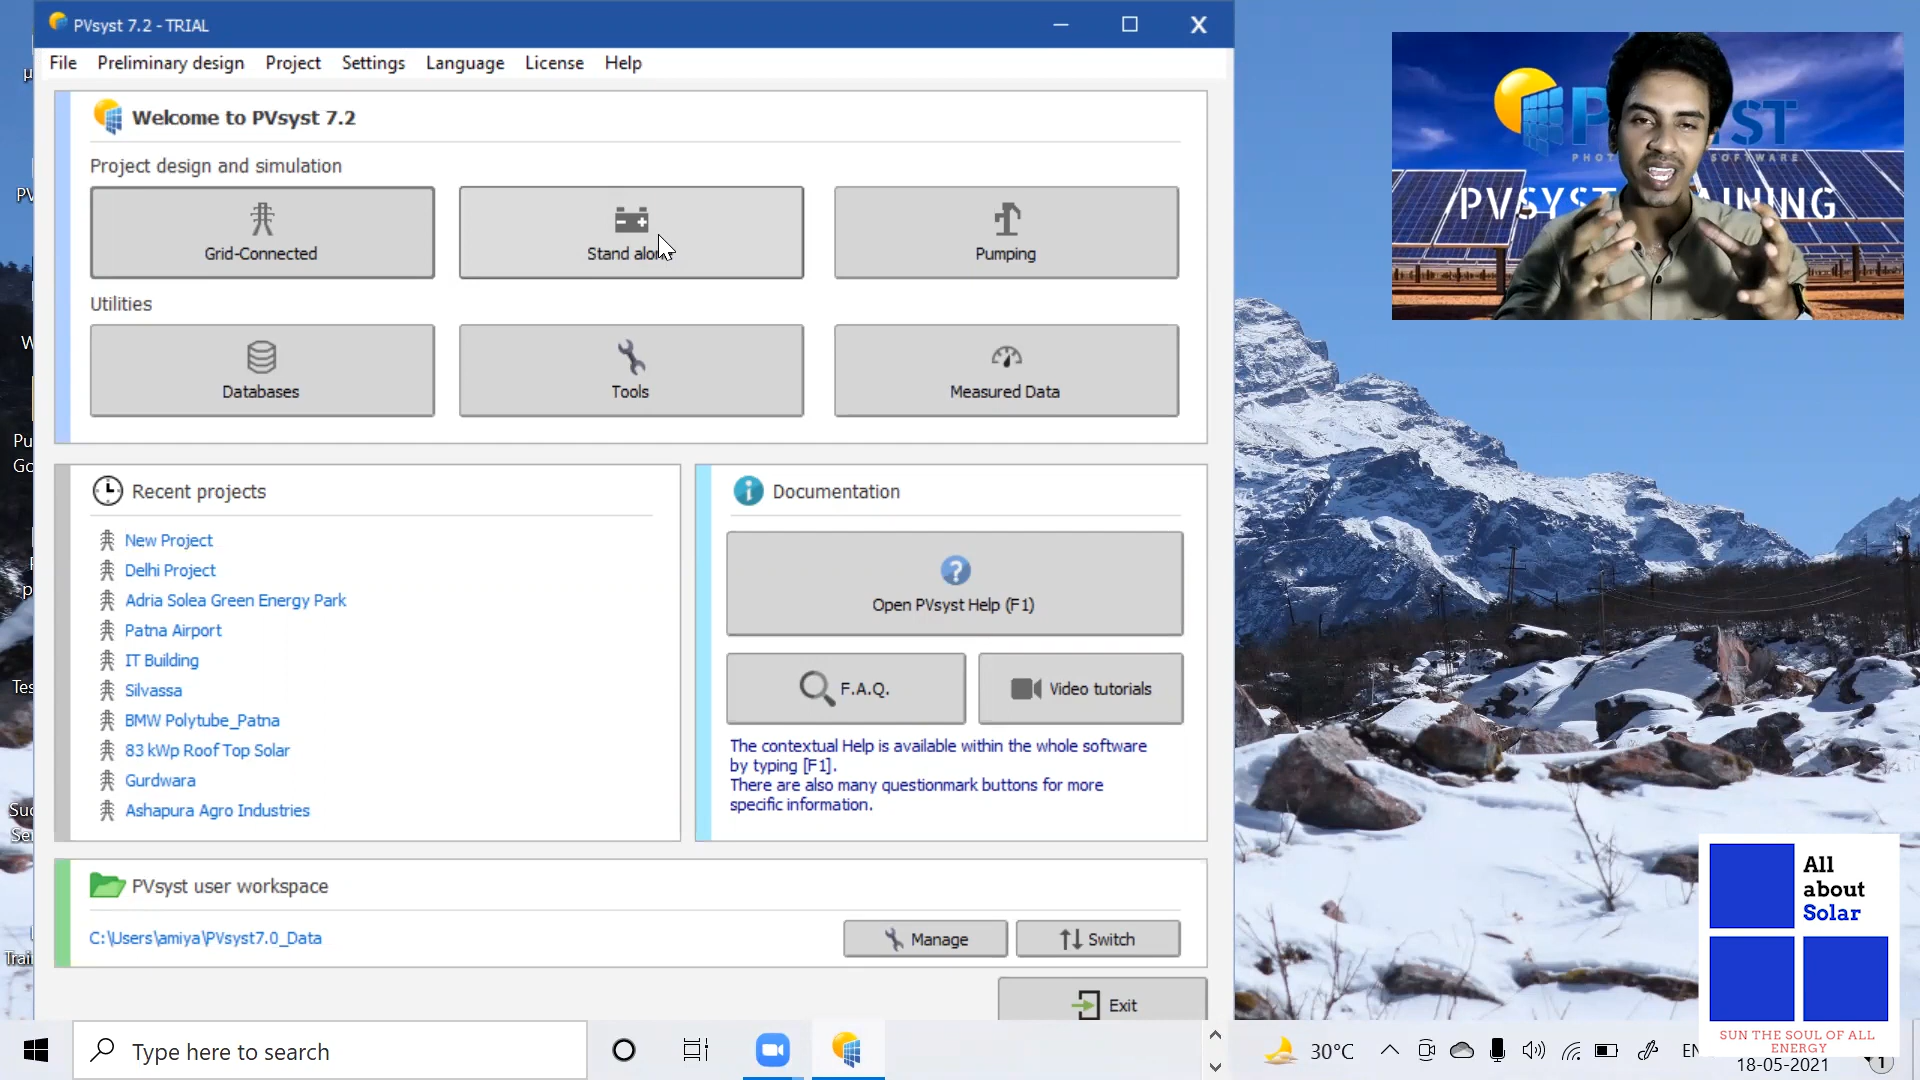 PVsyst 7.2 - TRIAL
File Preliminary design Project Settings Language License Help
Welcome to PVsyst 7.2
Project design and simulation
Grid-Connected
Stand alone
Pumping
Utilities
Databases
Tools
Measured Data
Recent projects
New Project
Delhi Project
Adria Solea Green Energy Park
Patna Airport
IT Building
Silvassa
BMW Polytube_Patna
83 kWp Roof Top Solar
Gurdwara
Ashapura Agro Industries
Documentation
Open PVsyst Help (F1)
F.A.Q.
Video tutorials
The contextual Help is available within the whole software
by typing [F1].
There are also many questionmark buttons for more
specific information.
PVsyst user workspace
C:\Users\amiya\PVsyst7.0_Data
Manage
Switch
Exit
Type here to search
30°C
18-05-2021
1
All
about
Solar
SUN THE SOUL OF ALL
ENERGY